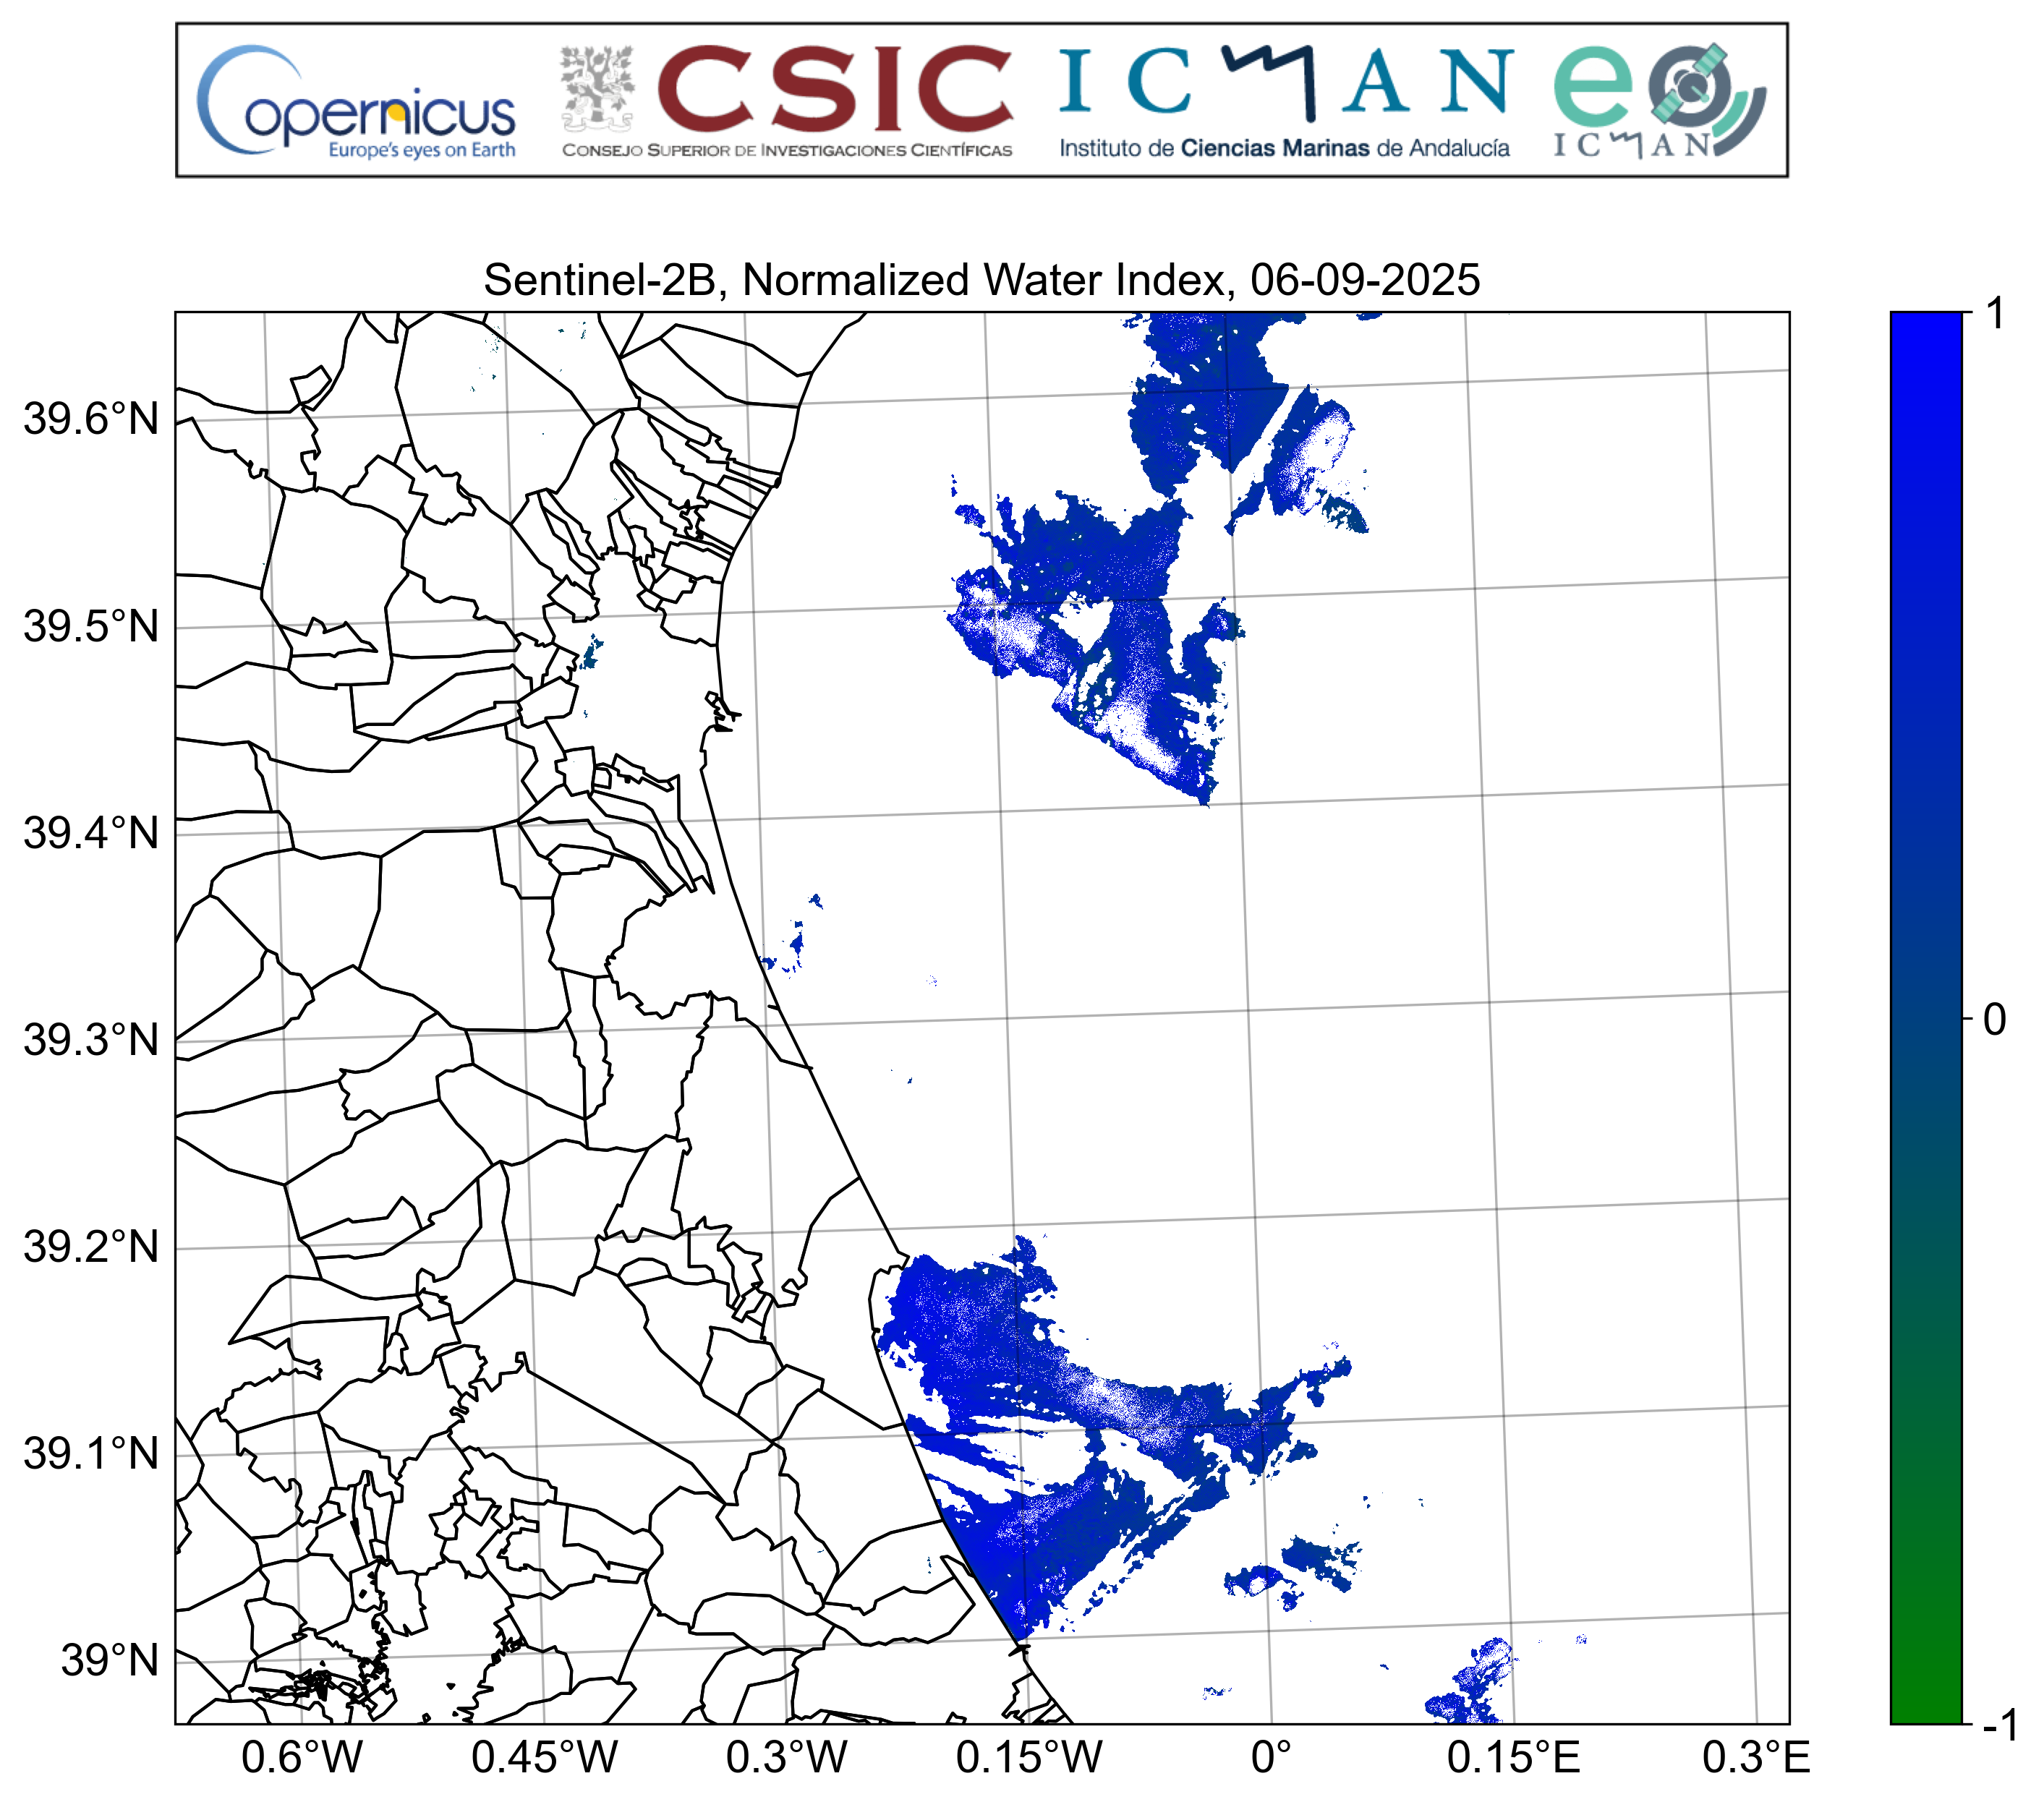 Copernicus
Europe's eyes on Earth
CSIC
CONSEJO SUPERIOR DE INVESTIGACIONES CIENTÍFICAS
ICMAN
Instituto de Ciencias Marinas de Andalucía
eo
ICMAN
Sentinel-2B, Normalized Water Index, 06-09-2025
39.6°N
39.5°N
39.4°N
39.3°N
39.2°N
39.1°N
39°N
0.6°W 0.45°W 0.3°W 0.15°W 0° 0.15°E 0.3°E
1
0
-1